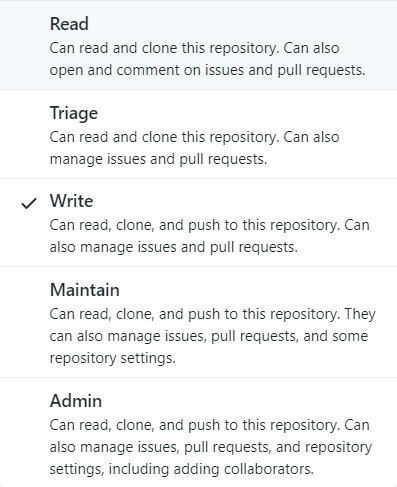 Read
Can read and clone this repository. Can also
open and comment on issues and pull requests.
Triage
Can read and clone this repository. Can also
manage issues and pull requests.
Write
Can read, clone, and push to this repository. Can
also manage issues and pull requests.
Maintain
Can read, clone, and push to this repository. They
can also manage issues, pull requests, and some
repository settings.
Admin
Can read, clone, and push to this repository. Can
also manage issues, pull requests, and repository
settings, including adding collaborators.